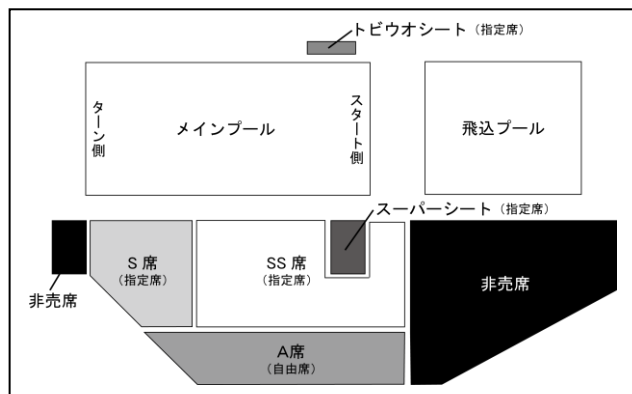 トビウオシート（指定席）
ターン側
メインプール
スタート側
飛込プール
スーパーシート（指定席）
S 席
（指定席）
SS席
（指定席）
非売席
非売席
A席
（自由席）